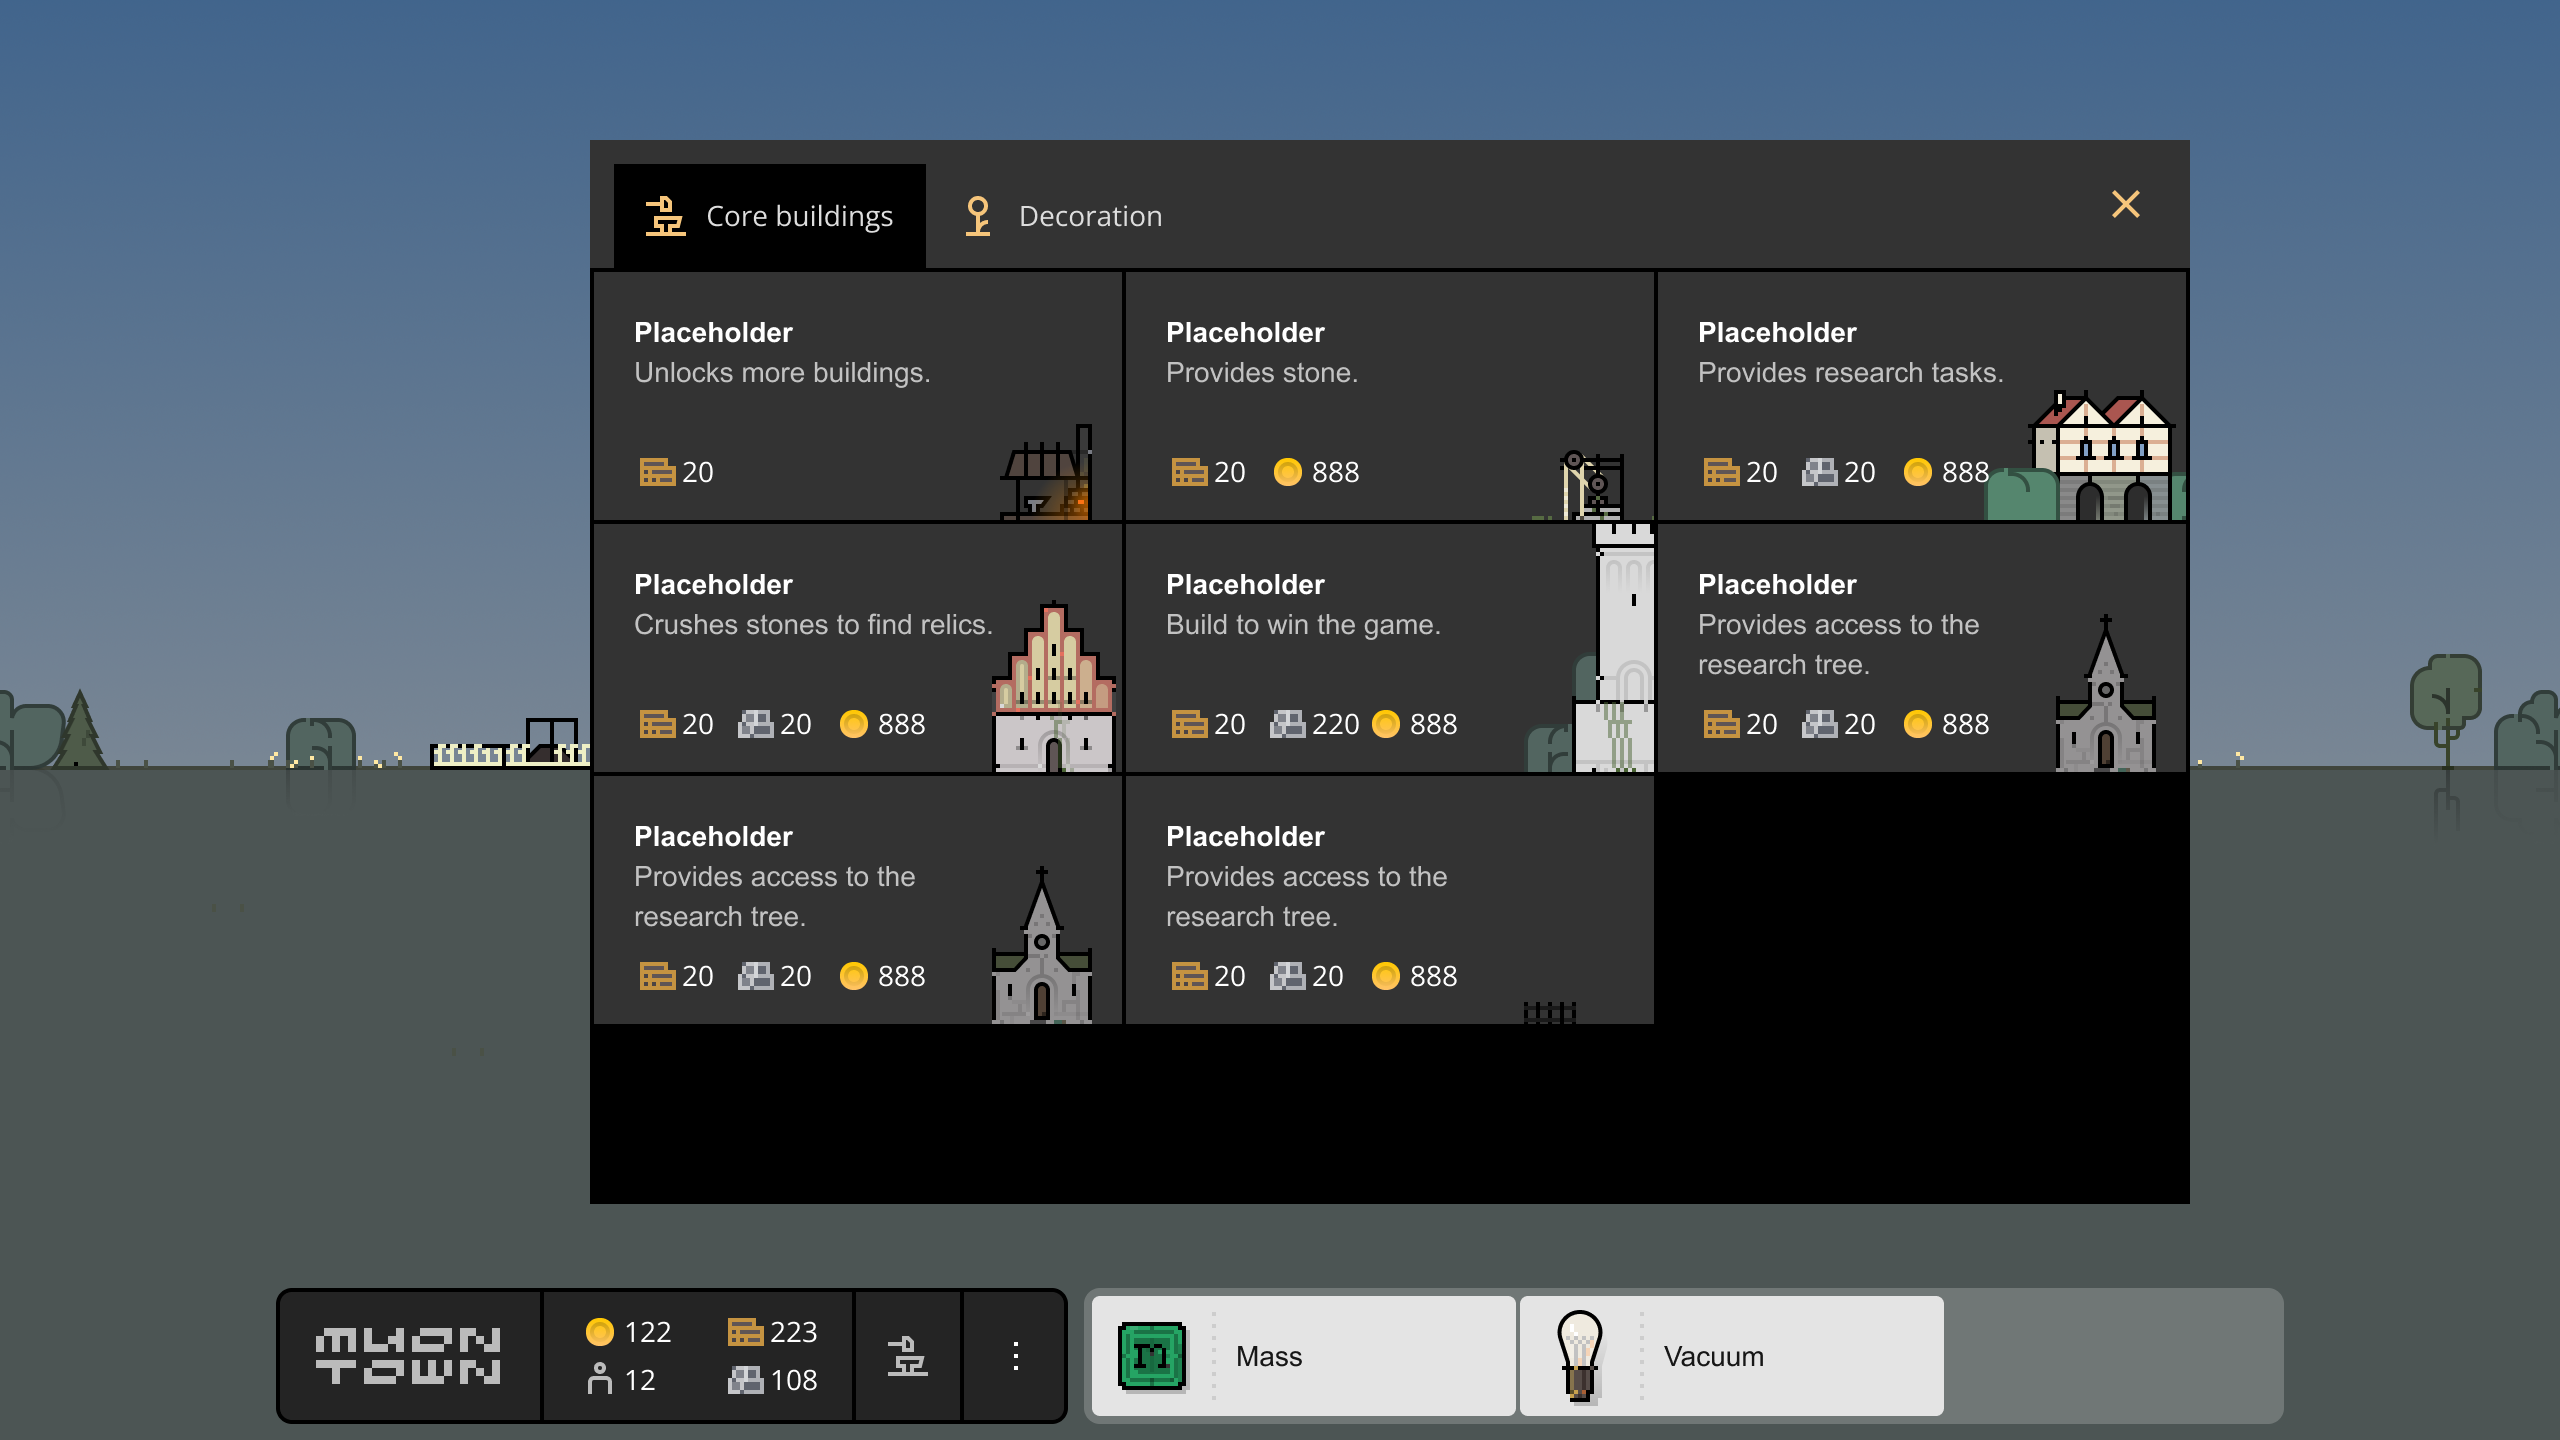 Core buildings
Decoration
Placeholder
Unlocks more buildings.
20
Placeholder
Provides stone.
20 888
Placeholder
Provides research tasks.
20 20 888
Placeholder
Crushes stones to find relics.
20 20 888
Placeholder
Build to win the game.
20 220 888
Placeholder
Provides access to the
research tree.
20 20 888
Placeholder
Provides access to the
research tree.
20 20 888
Placeholder
Provides access to the
research tree.
20 20 888
MUON
TOWN
122 223
12 108
m
Mass
Vacuum